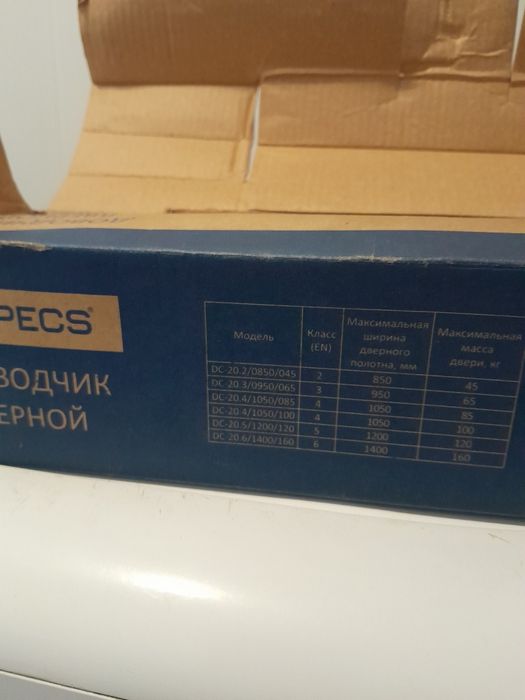 PECS®
ВОДЧИК
ЕРНОЙ
Модель Класс (EN) Максимальная ширина дверного полотна, мм Максимальная масса двери, кг
DC-20.2/0850/045 2 850 45
DC-20.3/0950/065 3 950 65
DC-20.4/1050/085 4 1050 85
DC-20.4/1050/100 4 1050 100
DC-20.5/1200/120 5 1200 120
DC-20.6/1400/160 6 1400 160